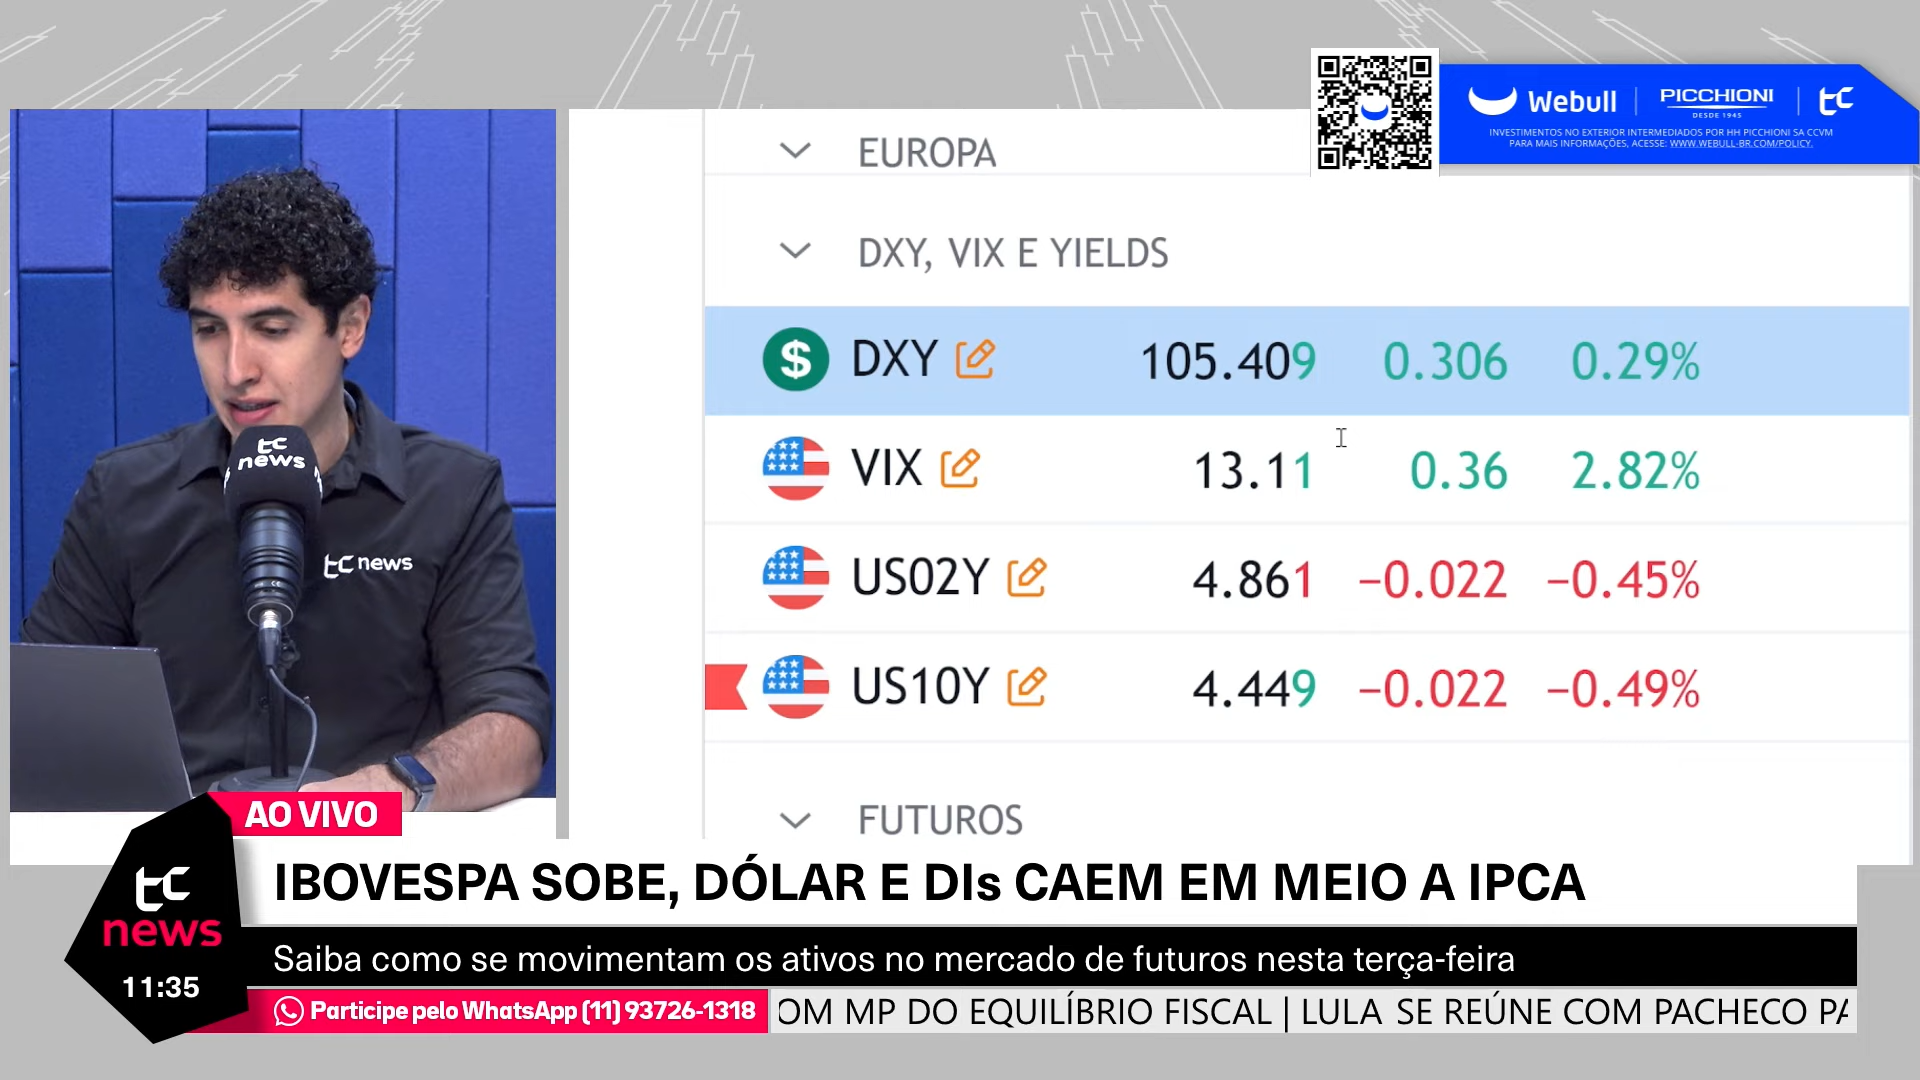 Webull | PICCHIONI | tc
DESDE 1945
INVESTIMENTOS NO EXTERIOR INTERMEDIADOS POR HH PICCHIONI SA CCVM
PARA MAIS INFORMAÇÕES, ACESSE: WWW.WEBULL-BR.COM/POLICY.
EUROPA
DXY, VIX E YIELDS
$ DXY 105.409 0.306 0.29%
VIX 13.11 0.36 2.82%
US02Y 4.861 −0.022 −0.45%
US10Y 4.449 −0.022 −0.49%
FUTUROS
tc
news
tc news
AO VIVO
IBOVESPA SOBE, DÓLAR E DIs CAEM EM MEIO A IPCA
Saiba como se movimentam os ativos no mercado de futuros nesta terça-feira
tc
news
11:35
Participe pelo WhatsApp (11) 93726-1318
OM MP DO EQUILÍBRIO FISCAL | LULA SE REÚNE COM PACHECO PA